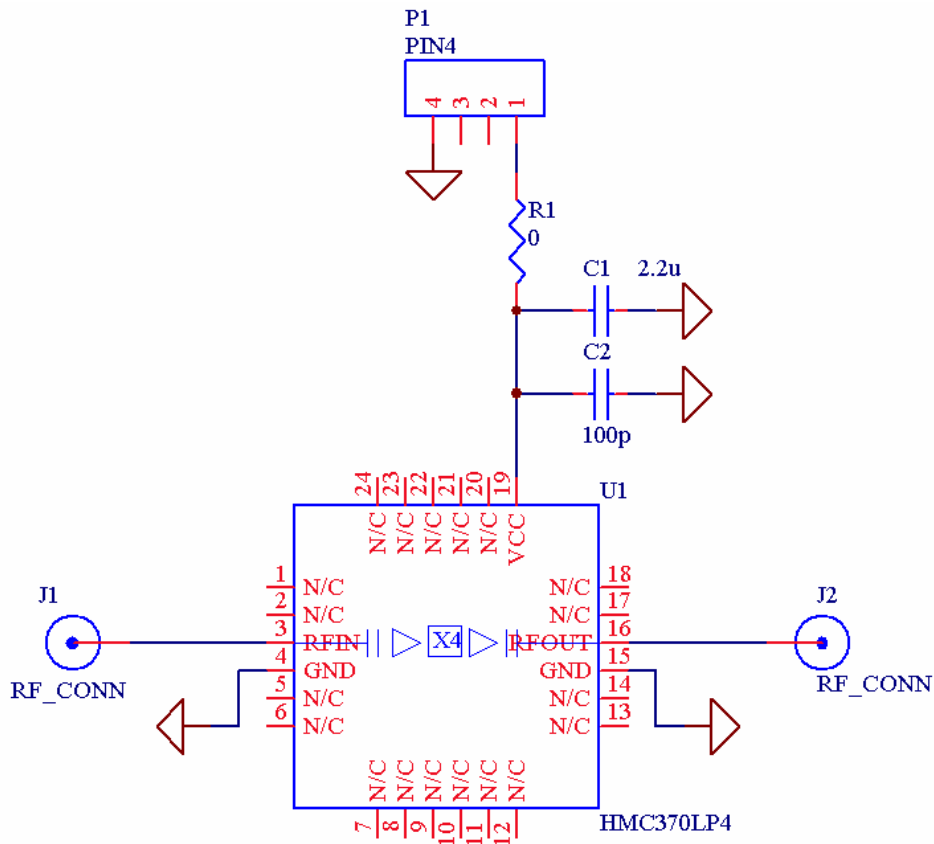 P1
PIN4
4 3 2 1
R1
0
C1 2.2u
C2
100p
24 23 22 21 20 19
U1
N/C N/C N/C N/C N/C VCC
1 N/C N/C 18
J1
2 N/C N/C 17
J2
3 RFIN X4 RFOUT 16
4 GND GND 15
RF_CONN
RF_CONN
5 N/C N/C 14
6 N/C N/C 13
N/C N/C N/C N/C N/C N/C
7 8 9 10 11 12
HMC370LP4